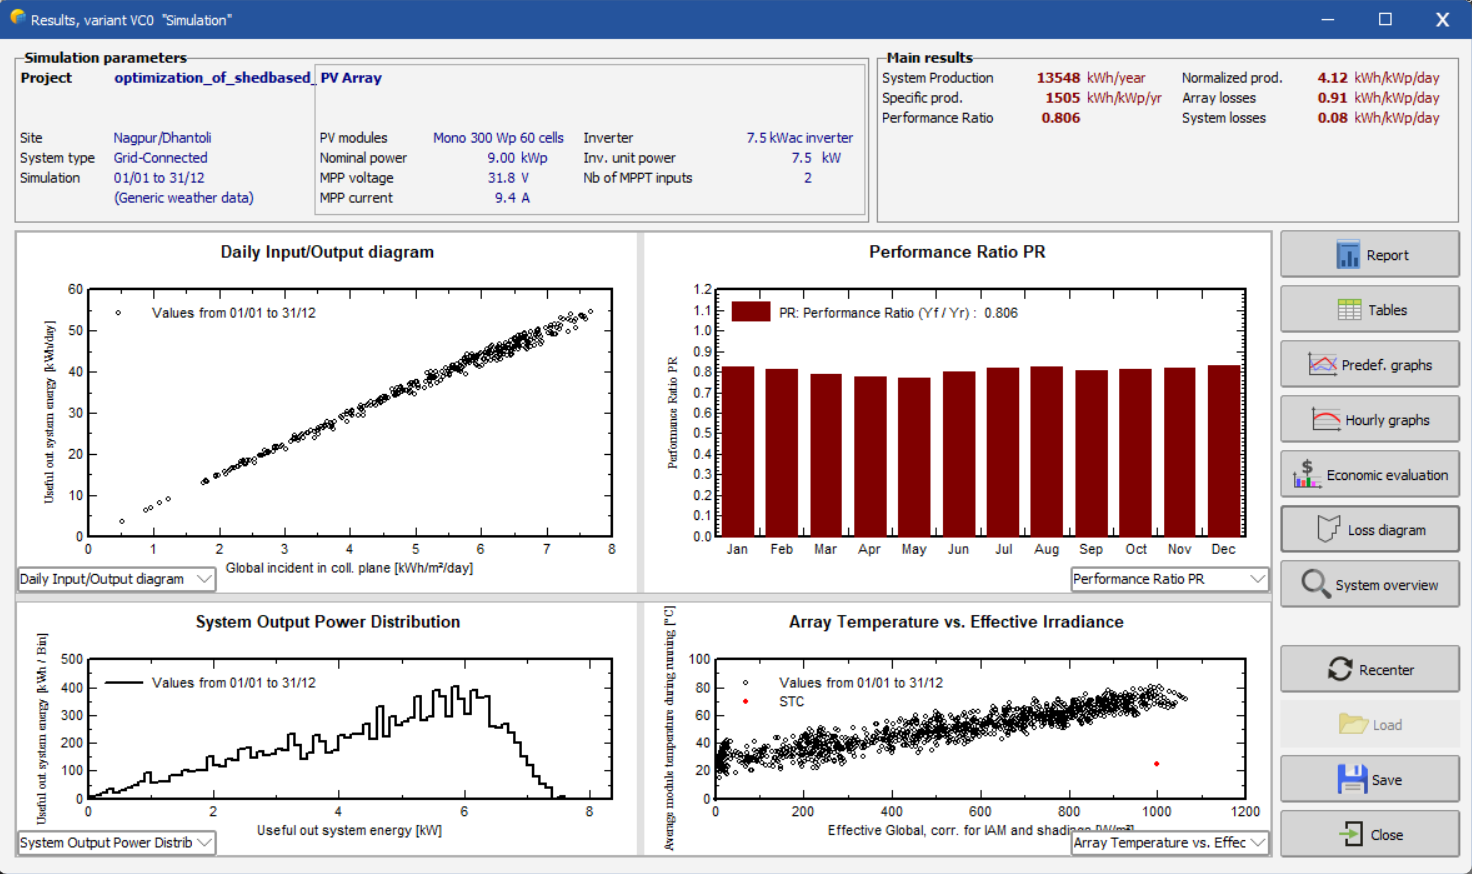 Results, variant VC0 "Simulation"
Simulation parameters
Project optimization_of_shedbased_
Site Nagpur/Dhantoli
System type Grid-Connected
Simulation 01/01 to 31/12
(Generic weather data)
PV Array
PV modules Mono 300 Wp 60 cells Inverter 7.5 kWac inverter
Nominal power 9.00 kWp Inv. unit power 7.5 kW
MPP voltage 31.8 V Nb of MPPT inputs 2
MPP current 9.4 A
Main results
System Production 13548 kWh/year Normalized prod. 4.12 kWh/kWp/day
Specific prod. 1505 kWh/kWp/yr Array losses 0.91 kWh/kWp/day
Performance Ratio 0.806 System losses 0.08 kWh/kWp/day
Daily Input/Output diagram
Values from 01/01 to 31/12
Useful out system energy [kWh/day]
60
50
40
30
20
10
0
0 1 2 3 4 5 6 7 8
Global incident in coll. plane [kWh/m²/day]
Daily Input/Output diagram
Performance Ratio PR
PR: Performance Ratio (Yf / Yr) : 0.806
Performance Ratio PR
1.2
1.1
1.0
0.9
0.8
0.7
0.6
0.5
0.4
0.3
0.2
0.1
0.0
Jan Feb Mar Apr May Jun Jul Aug Sep Oct Nov Dec
Performance Ratio PR
System Output Power Distribution
Values from 01/01 to 31/12
Useful out system energy [kWh / Bin]
500
400
300
200
100
0
0 2 4 6 8
Useful out system energy [kW]
System Output Power Distrib
Array Temperature vs. Effective Irradiance
Values from 01/01 to 31/12
STC
Average module temperature during running [°C]
100
80
60
40
20
0
0 200 400 600 800 1000 1200
Effective Global, corr. for IAM and shadings [W/m²]
Array Temperature vs. Effec
Report
Tables
Predef. graphs
Hourly graphs
Economic evaluation
Loss diagram
System overview
Recenter
Load
Save
Close